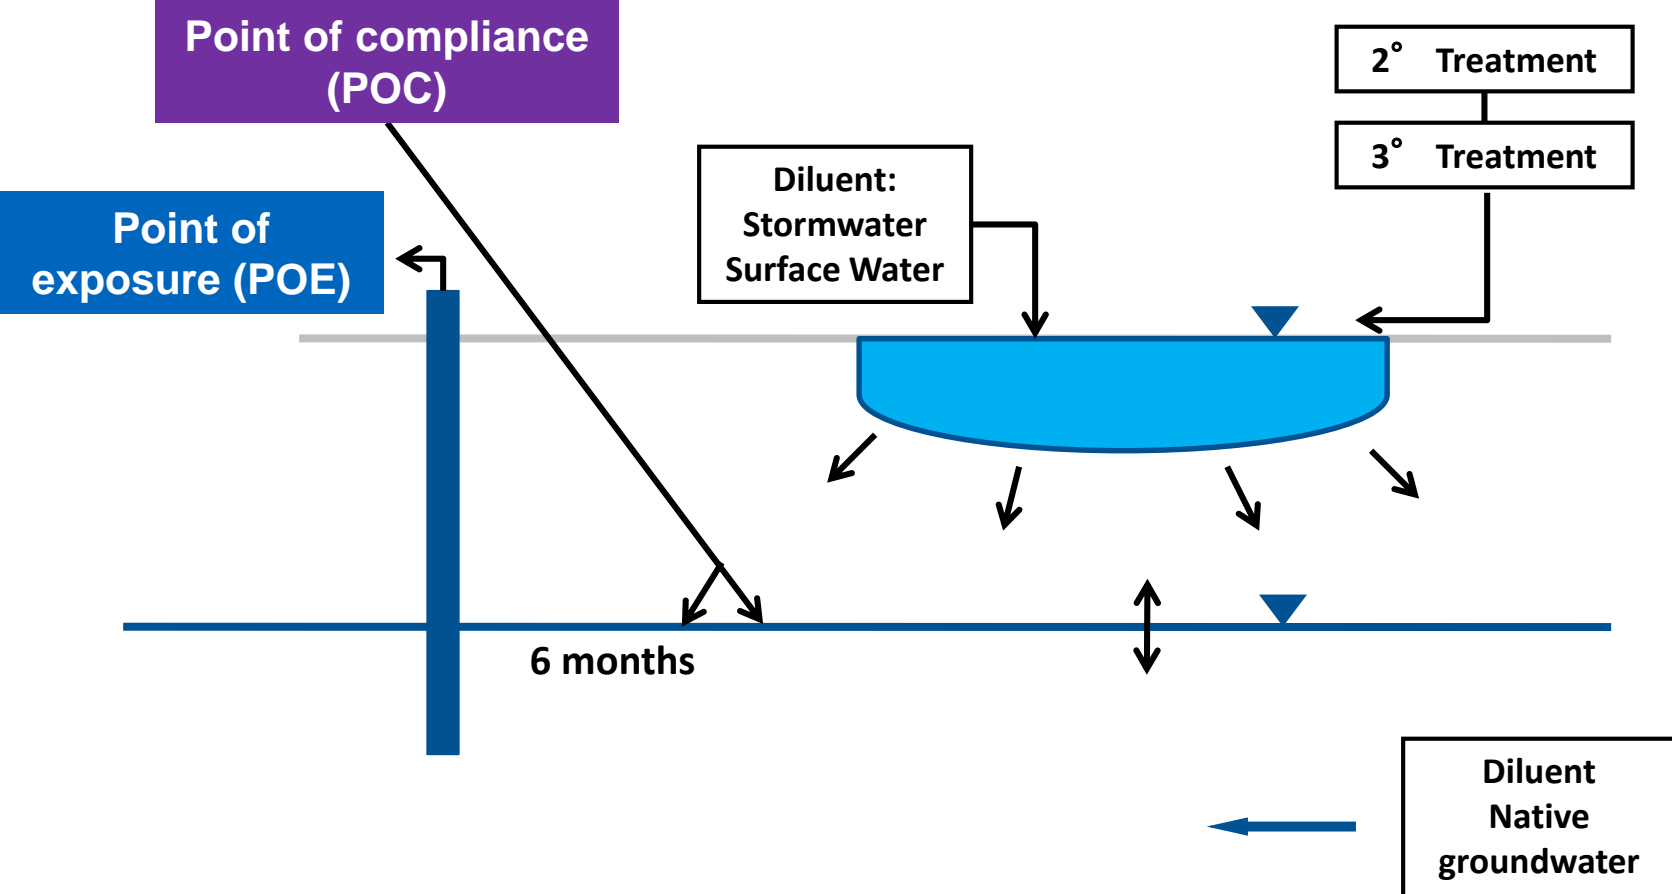 Point of compliance
(POC)
2° Treatment
3° Treatment
Diluent:
Stormwater
Surface Water
Point of
exposure (POE)
6 months
Diluent
Native
groundwater